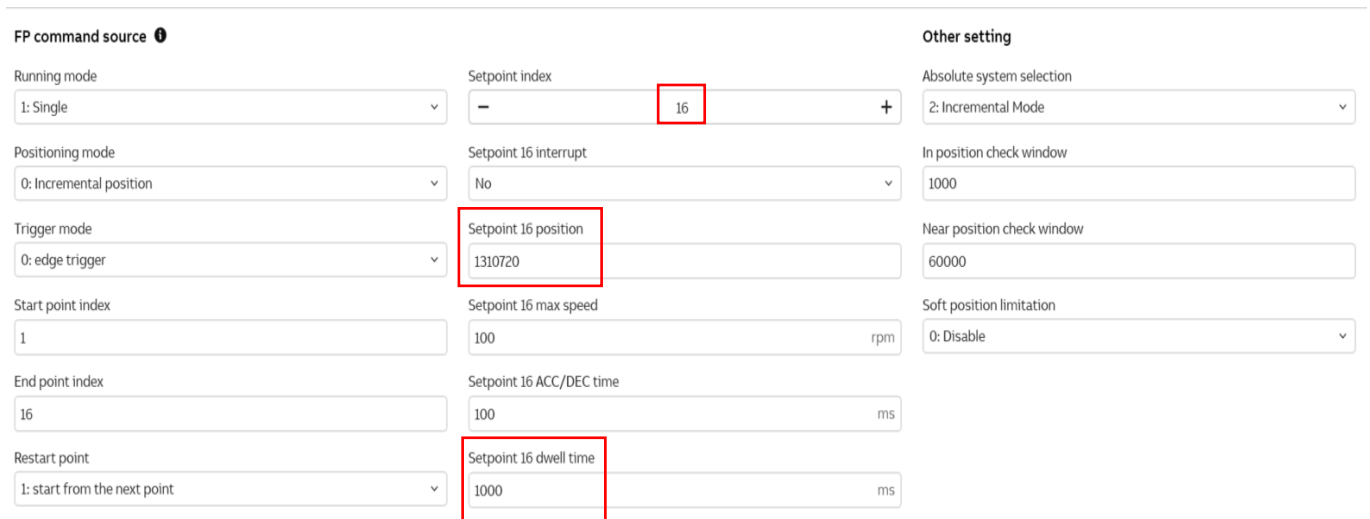 FP command source
Other setting
Running mode
Setpoint index
Absolute system selection
1: Single
− 16 +
2: Incremental Mode
Positioning mode
Setpoint 16 interrupt
In position check window
0: Incremental position
No
1000
Trigger mode
Setpoint 16 position
Near position check window
0: edge trigger
1310720
60000
Start point index
Setpoint 16 max speed
Soft position limitation
1
100 rpm
0: Disable
End point index
Setpoint 16 ACC/DEC time
16
100 ms
Restart point
Setpoint 16 dwell time
1: start from the next point
1000 ms